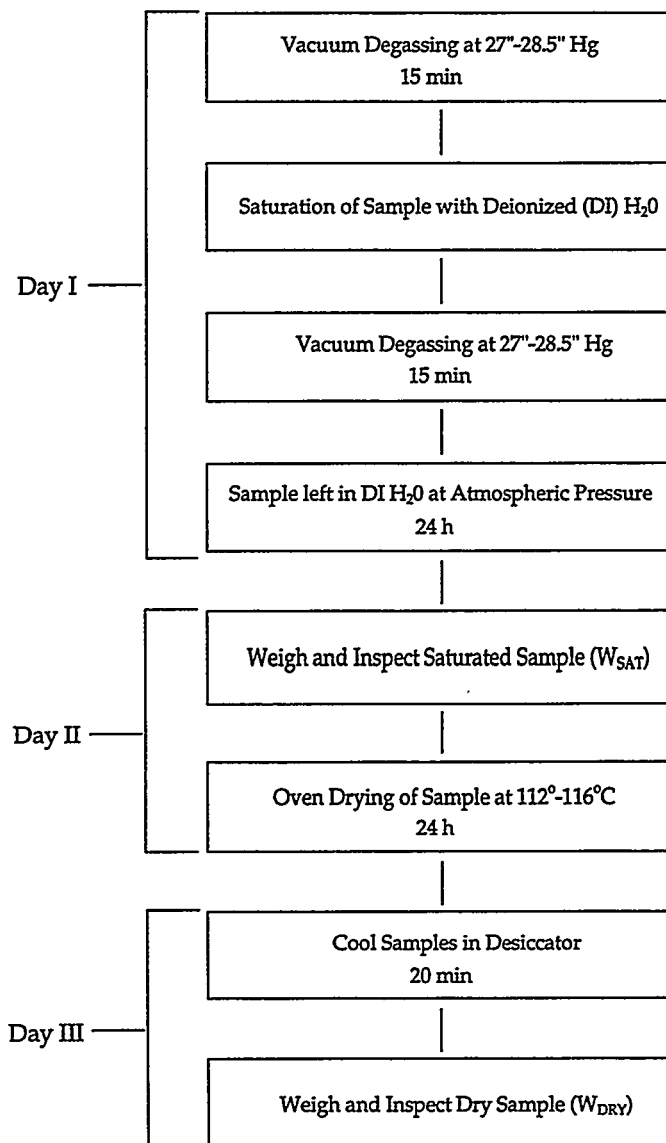 Vacuum Degassing at 27"-28.5" Hg
15 min
Saturation of Sample with Deionized (DI) H₂0
Day I
Vacuum Degassing at 27"-28.5" Hg
15 min
Sample left in DI H₂0 at Atmospheric Pressure
24 h
Weigh and Inspect Saturated Sample (W_SAT)
Day II
Oven Drying of Sample at 112°-116°C
24 h
Cool Samples in Desiccator
20 min
Day III
Weigh and Inspect Dry Sample (W_DRY)